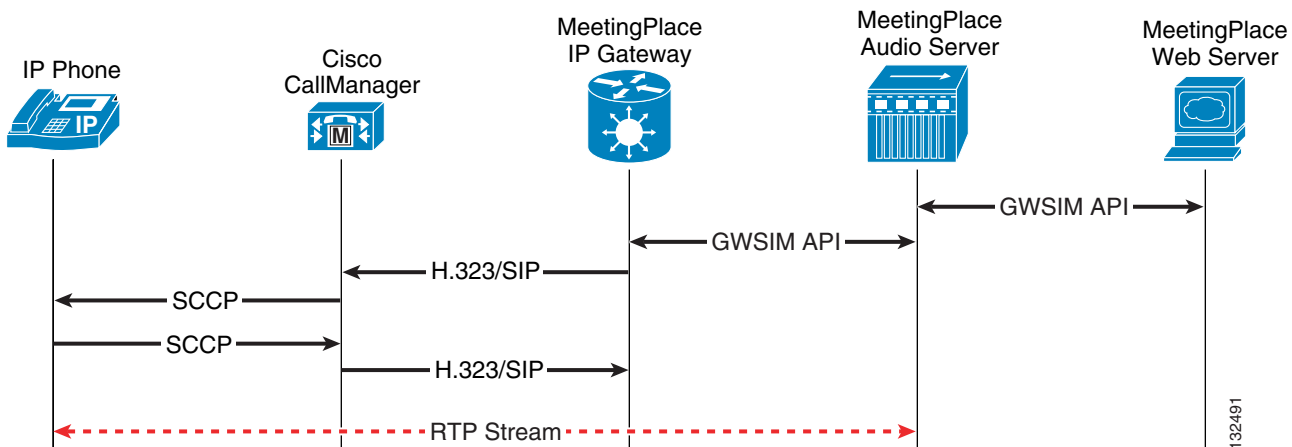 IP Phone
IP
Cisco
CallManager
M
MeetingPlace
IP Gateway
MeetingPlace
Audio Server
MeetingPlace
Web Server
GWSIM API
GWSIM API
H.323/SIP
SCCP
SCCP
H.323/SIP
RTP Stream
132491